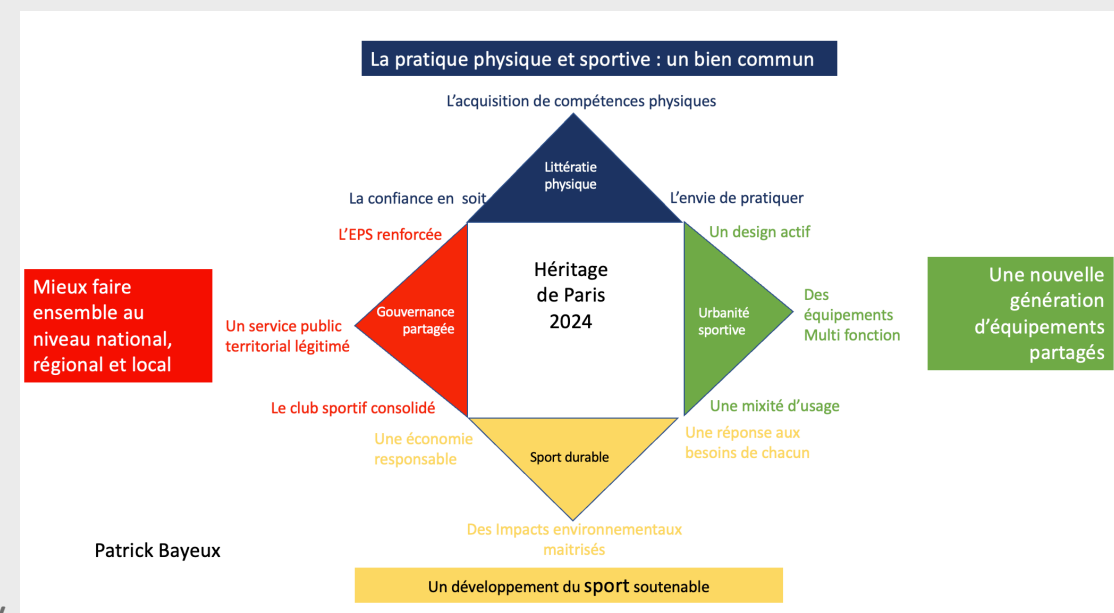 La pratique physique et sportive : un bien commun
L'acquisition de compétences physiques
Littératie
physique
La confiance en soit
L'envie de pratiquer
L'EPS renforcée
Un design actif
Mieux faire
ensemble au
niveau national,
régional et local
Un service public
territorial légitimé
Gouvernance
partagée
Héritage
de Paris
2024
Urbanité
sportive
Des
équipements
Multi fonction
Une nouvelle
génération
d'équipements
partagés
Le club sportif consolidé
Une mixité d'usage
Une économie
responsable
Sport durable
Une réponse aux
besoins de chacun
Des Impacts environnementaux
maitrisés
Patrick Bayeux
Un développement du sport soutenable